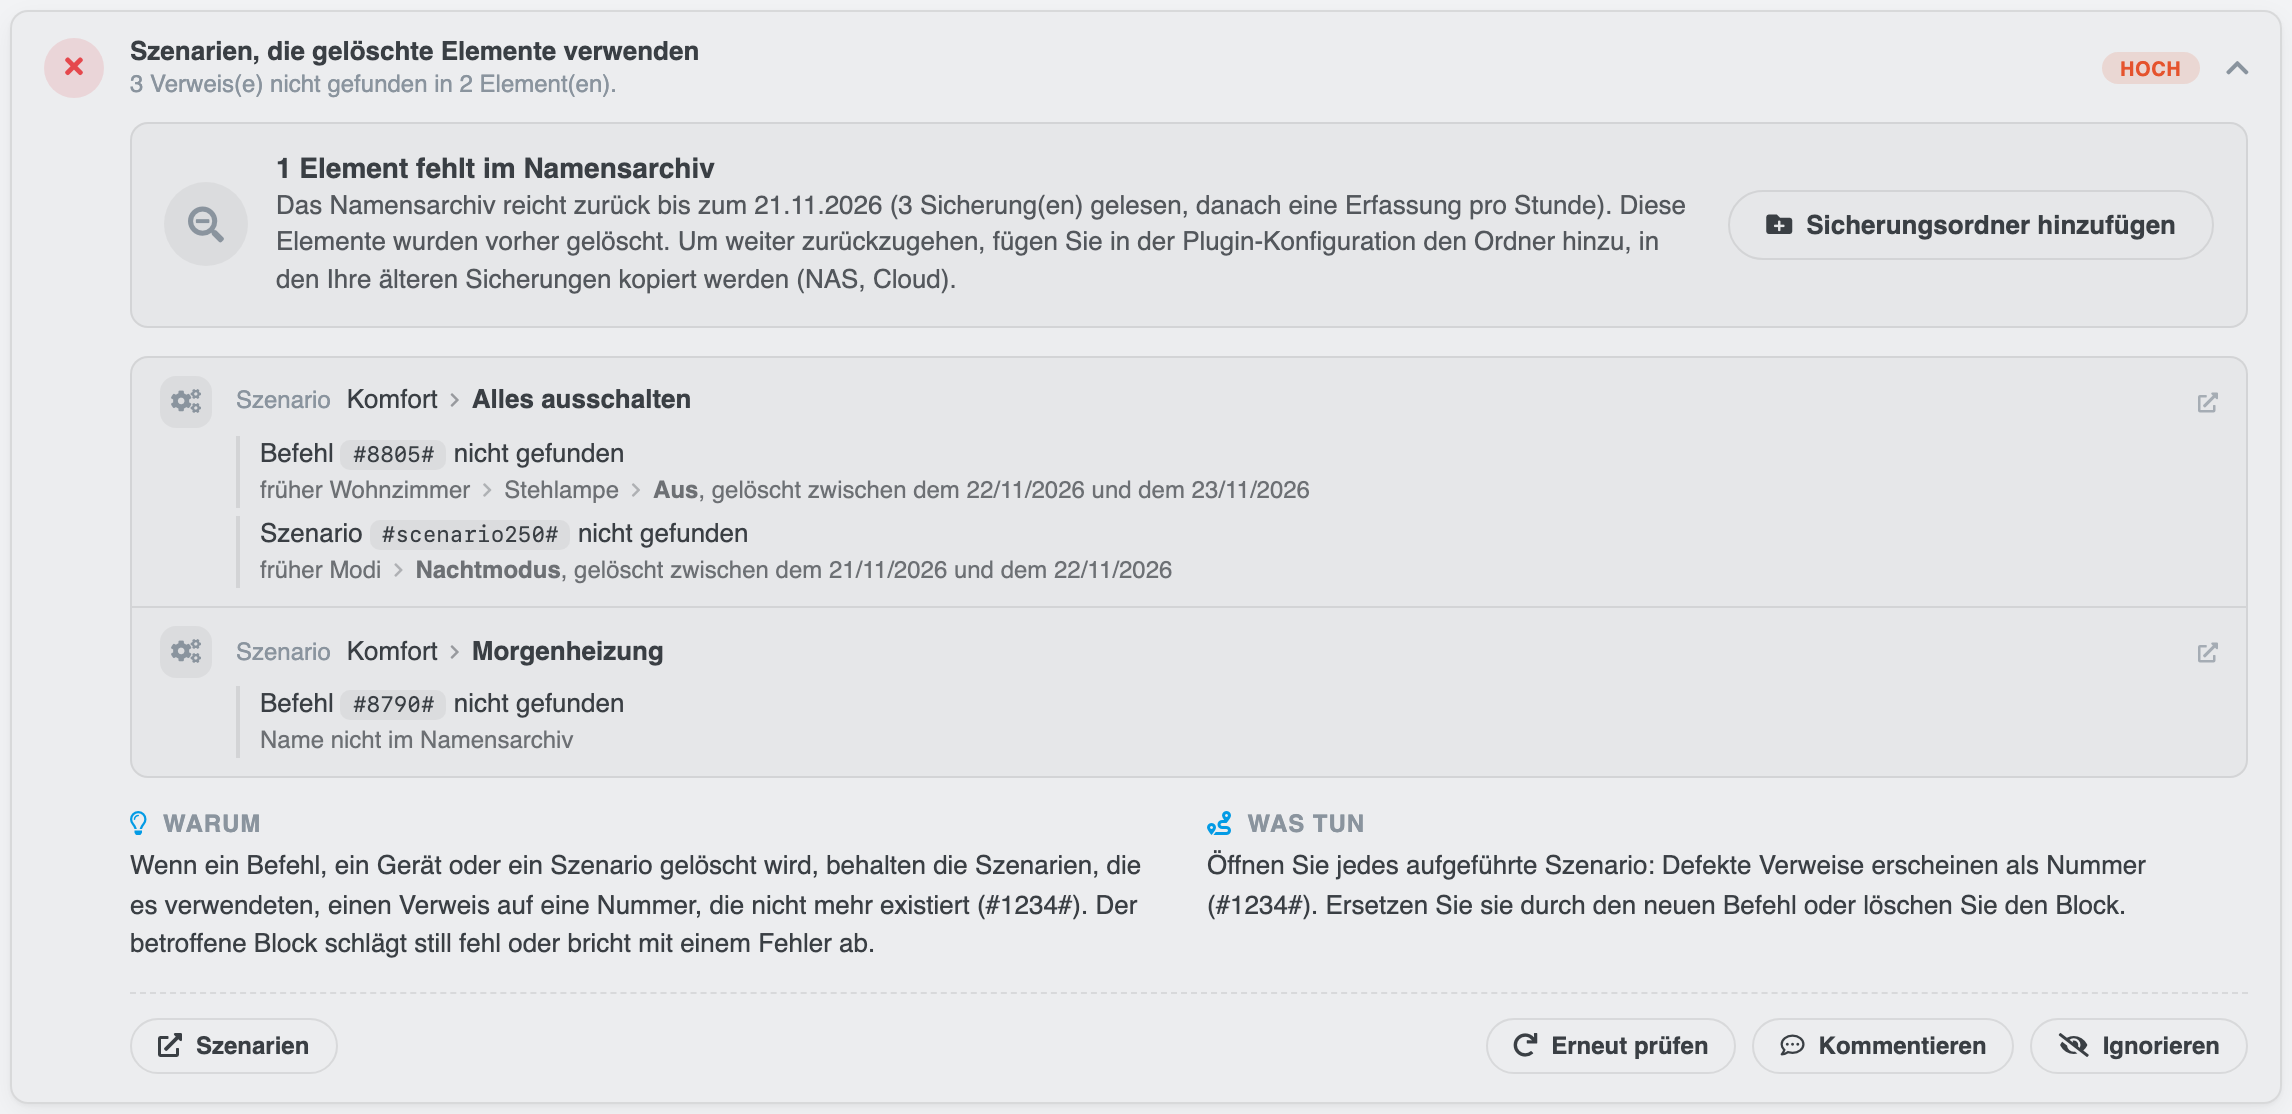 Szenarien, die gelöschte Elemente verwenden
3 Verweis(e) nicht gefunden in 2 Element(en).
HOCH
1 Element fehlt im Namensarchiv
Das Namensarchiv reicht zurück bis zum 21.11.2026 (3 Sicherung(en) gelesen, danach eine Erfassung pro Stunde). Diese
Elemente wurden vorher gelöscht. Um weiter zurückzugehen, fügen Sie in der Plugin-Konfiguration den Ordner hinzu, in
den Ihre älteren Sicherungen kopiert werden (NAS, Cloud).
Sicherungsordner hinzufügen
Szenario Komfort > Alles ausschalten
Befehl #8805# nicht gefunden
früher Wohnzimmer > Stehlampe > Aus, gelöscht zwischen dem 22/11/2026 und dem 23/11/2026
Szenario #scenario250# nicht gefunden
früher Modi > Nachtmodus, gelöscht zwischen dem 21/11/2026 und dem 22/11/2026
Szenario Komfort > Morgenheizung
Befehl #8790# nicht gefunden
Name nicht im Namensarchiv
WARUM
Wenn ein Befehl, ein Gerät oder ein Szenario gelöscht wird, behalten die Szenarien, die
es verwendeten, einen Verweis auf eine Nummer, die nicht mehr existiert (#1234#). Der
betroffene Block schlägt still fehl oder bricht mit einem Fehler ab.
WAS TUN
Öffnen Sie jedes aufgeführte Szenario: Defekte Verweise erscheinen als Nummer
(#1234#). Ersetzen Sie sie durch den neuen Befehl oder löschen Sie den Block.
Szenarien
Erneut prüfen
Kommentieren
Ignorieren